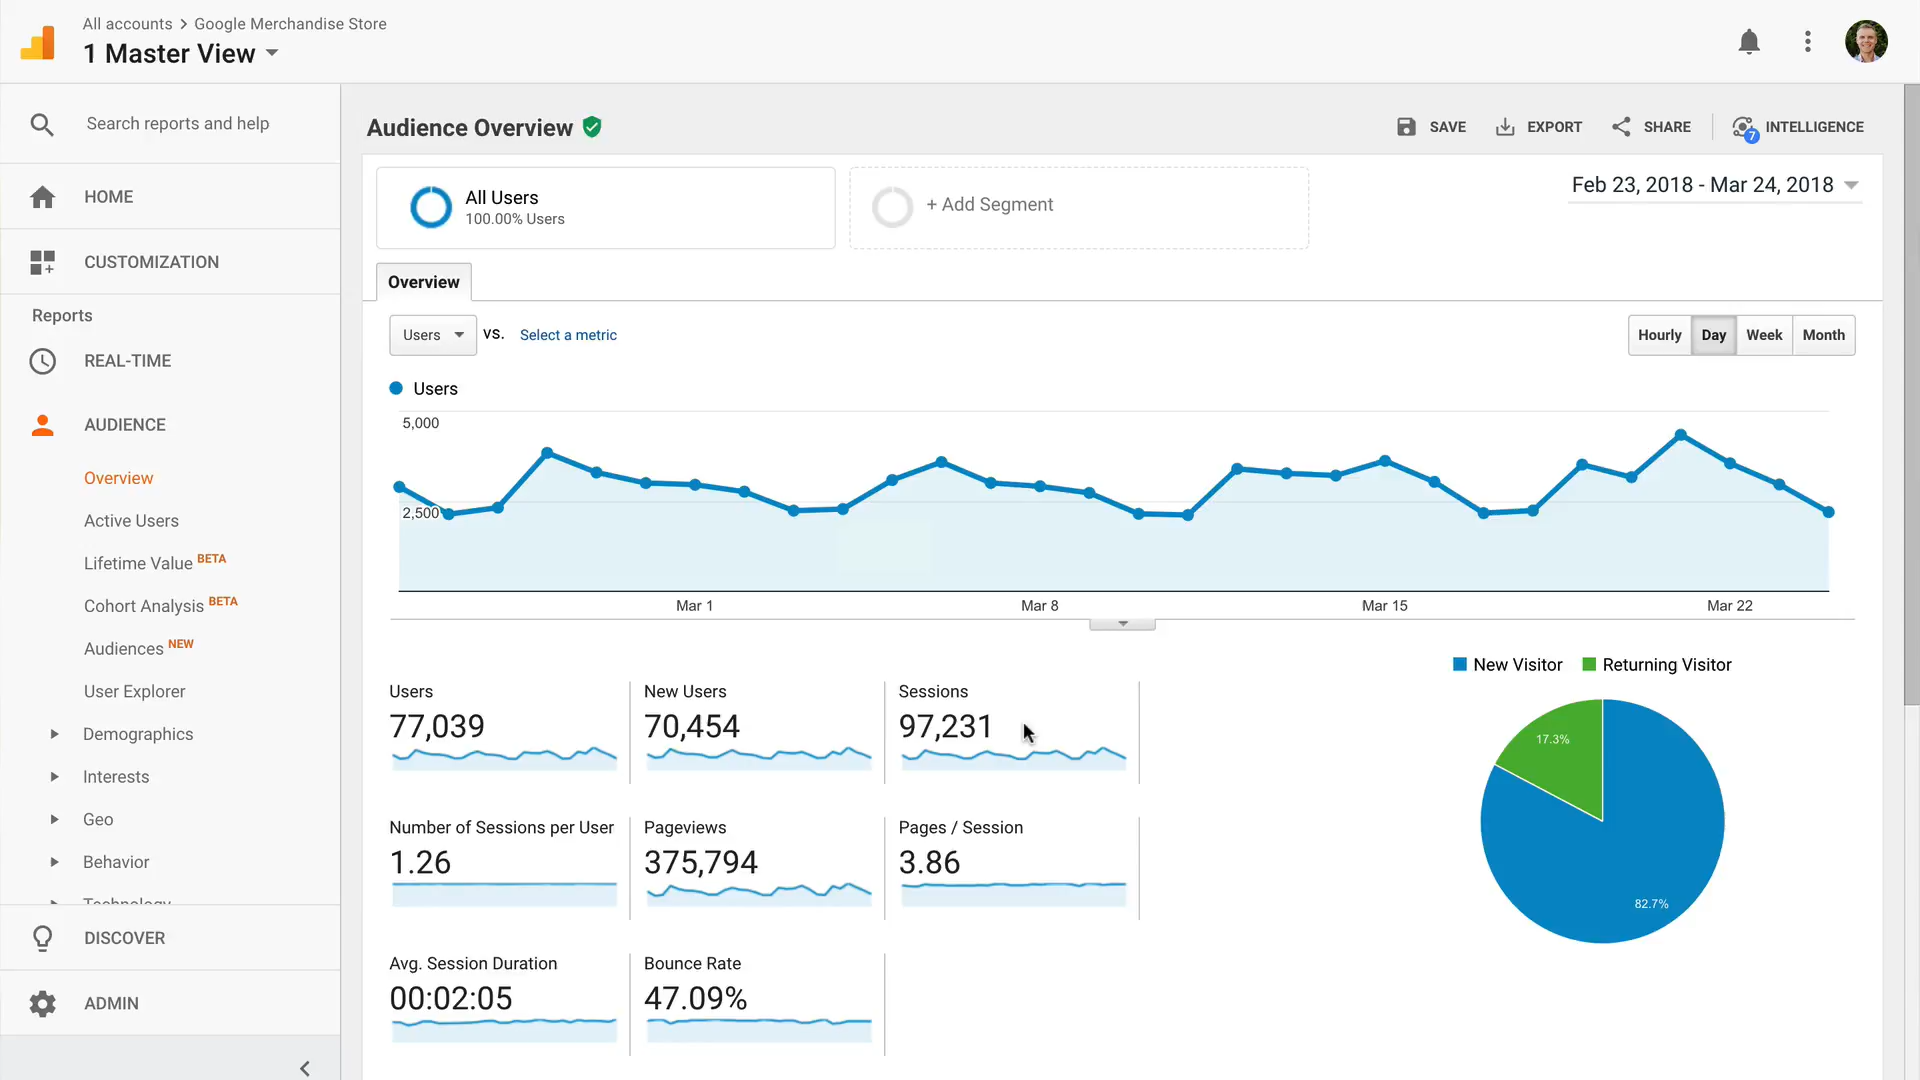 All accounts > Google Merchandise Store
1 Master View
Search reports and help
HOME
CUSTOMIZATION
Reports
REAL-TIME
AUDIENCE
Overview
Active Users
Lifetime Value BETA
Cohort Analysis BETA
Audiences NEW
User Explorer
Demographics
Interests
Geo
Behavior
Technology
DISCOVER
ADMIN
Audience Overview
SAVE
EXPORT
SHARE
7
INTELLIGENCE
All Users
100.00% Users
+ Add Segment
Feb 23, 2018 - Mar 24, 2018
Overview
Users
VS.
Select a metric
Hourly
Day
Week
Month
Users
5,000
2,500
Mar 1
Mar 8
Mar 15
Mar 22
Users
77,039
New Users
70,454
Sessions
97,231
Number of Sessions per User
1.26
Pageviews
375,794
Pages / Session
3.86
Avg. Session Duration
00:02:05
Bounce Rate
47.09%
New Visitor
Returning Visitor
17.3%
82.7%